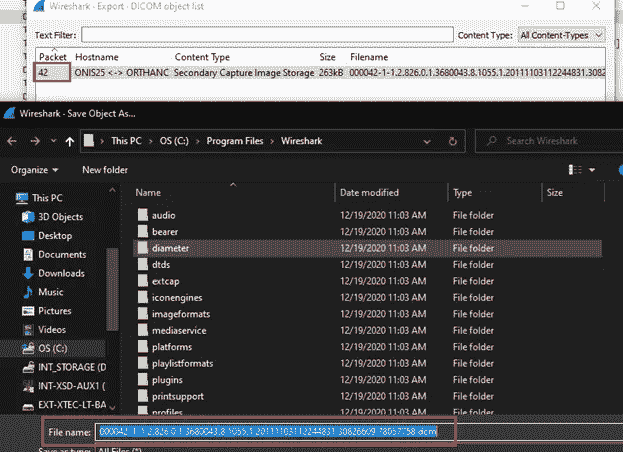 Wireshark · Export · DICOM object list
Text Filter:
Content Type: All Content-Types
Packet Hostname Content Type Size Filename
42 ONIS25 <-> ORTHANC Secondary Capture Image Storage 263kB 000042-1-1.2.826.0.1.3680043.8.1055.1.20111103112244831.3082
Wireshark · Save Object As...
This PC > OS (C:) > Program Files > Wireshark
Search Wireshark
Organize New folder
Name Date modified Type Size
This PC
3D Objects
Desktop
Documents
Downloads
Music
Pictures
Videos
OS (C:)
INT_STORAGE (D
INT-XSD-AUX1 (
EXT-XTEC-LT-BA
audio 12/19/2020 11:03 AM File folder
bearer 12/19/2020 11:03 AM File folder
diameter 12/19/2020 11:03 AM File folder
dtds 12/19/2020 11:03 AM File folder
extcap 12/19/2020 11:03 AM File folder
iconengines 12/19/2020 11:03 AM File folder
imageformats 12/19/2020 11:03 AM File folder
mediaservice 12/19/2020 11:03 AM File folder
platforms 12/19/2020 11:03 AM File folder
playlistformats 12/19/2020 11:03 AM File folder
plugins 12/19/2020 11:03 AM File folder
printsupport 12/19/2020 11:03 AM File folder
profiles 12/19/2020 11:03 AM File folder
File name: 000042-1-1.2.826.0.1.3680043.8.1055.1.20111103112244831.30826609.78057758.dcm
Save as type: All Files (*)